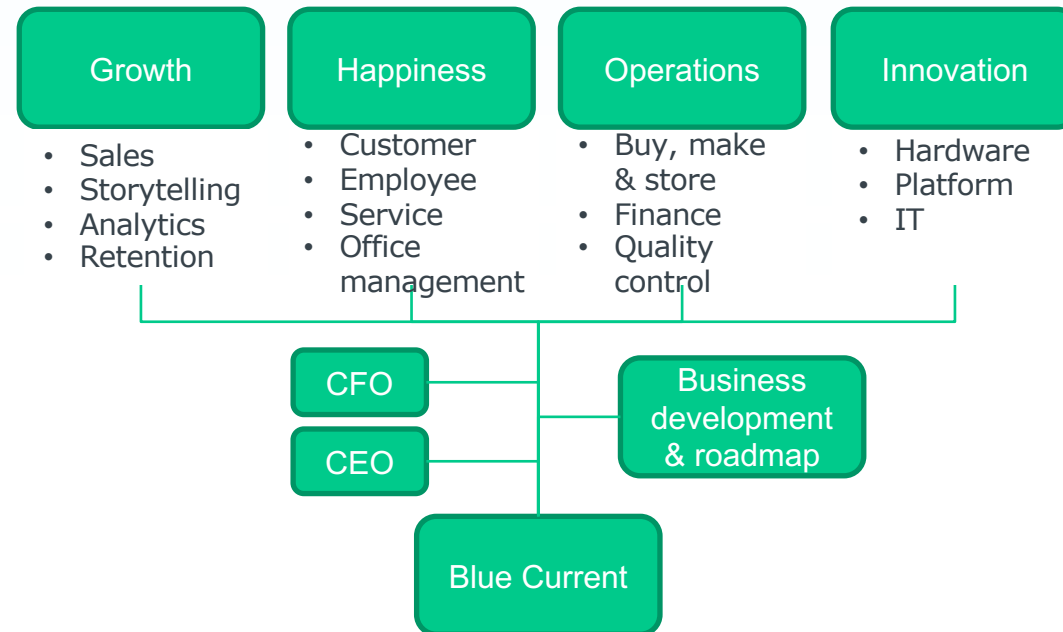 Growth
Happiness
Operations
Innovation
• Sales
• Storytelling
• Analytics
• Retention
• Customer
• Employee
• Service
• Office
management
• Buy, make
& store
• Finance
• Quality
control
• Hardware
• Platform
• IT
CFO
CEO
Business
development
& roadmap
Blue Current